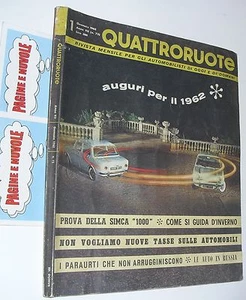 QUATTRORUOTE
RIVISTA MENSILE PER GLI AUTOMOBILISTI DI OGGI E DI DOMANI
auguri per il 1962
PROVA DELLA SIMCA "1000" COME SI GUIDA D'INVERNO
NON VOGLIAMO NUOVE TASSE SULLE AUTOMOBILI
I PARAURTI CHE NON ARRUGGINISCONO LE AUTO IN RUSSIA
PAGINE E NUVOLE
PAGINE E NUVOLE